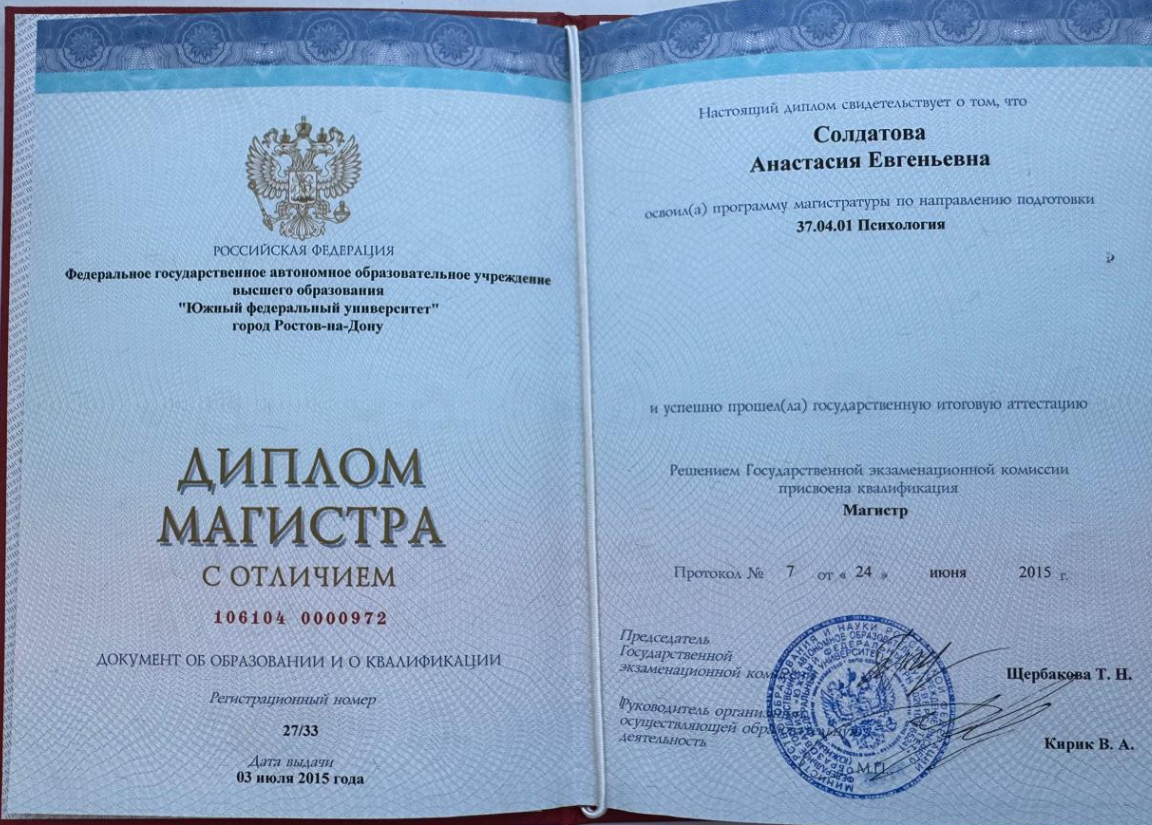 РОССИЙСКАЯ ФЕДЕРАЦИЯ
Федеральное государственное автономное образовательное учреждение
высшего образования
"Южный федеральный университет"
город Ростов-на-Дону
ДИПЛОМ
МАГИСТРА
С ОТЛИЧИЕМ
106104 0000972
ДОКУМЕНТ ОБ ОБРАЗОВАНИИ И О КВАЛИФИКАЦИИ
Регистрационный номер
27/33
Дата выдачи
03 июля 2015 года
Настоящий диплом свидетельствует о том, что
Солдатова
Анастасия Евгеньевна
освоил(а) программу магистратуры по направлению подготовки
37.04.01 Психология
и успешно прошел(ла) государственную итоговую аттестацию
Решением Государственной экзаменационной комиссии
присвоена квалификация
Магистр
Протокол № 7 от « 24 » июня 2015 г.
Председатель
Государственной
экзаменационной
Щербакова Т. Н.
Руководитель
осуществляющей
деятельность
Кирик В. А.
М.П.